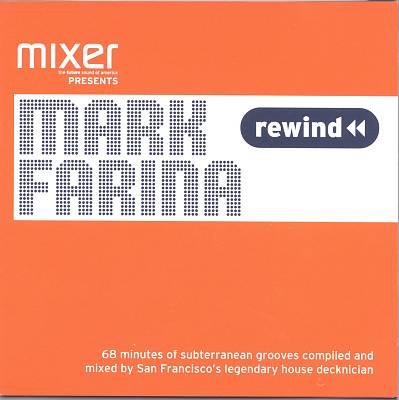 mixer
the future sound of america
PRESENTS
MARK
FARINA
rewind
68 minutes of subterranean grooves compiled and
mixed by San Francisco's legendary house decknician